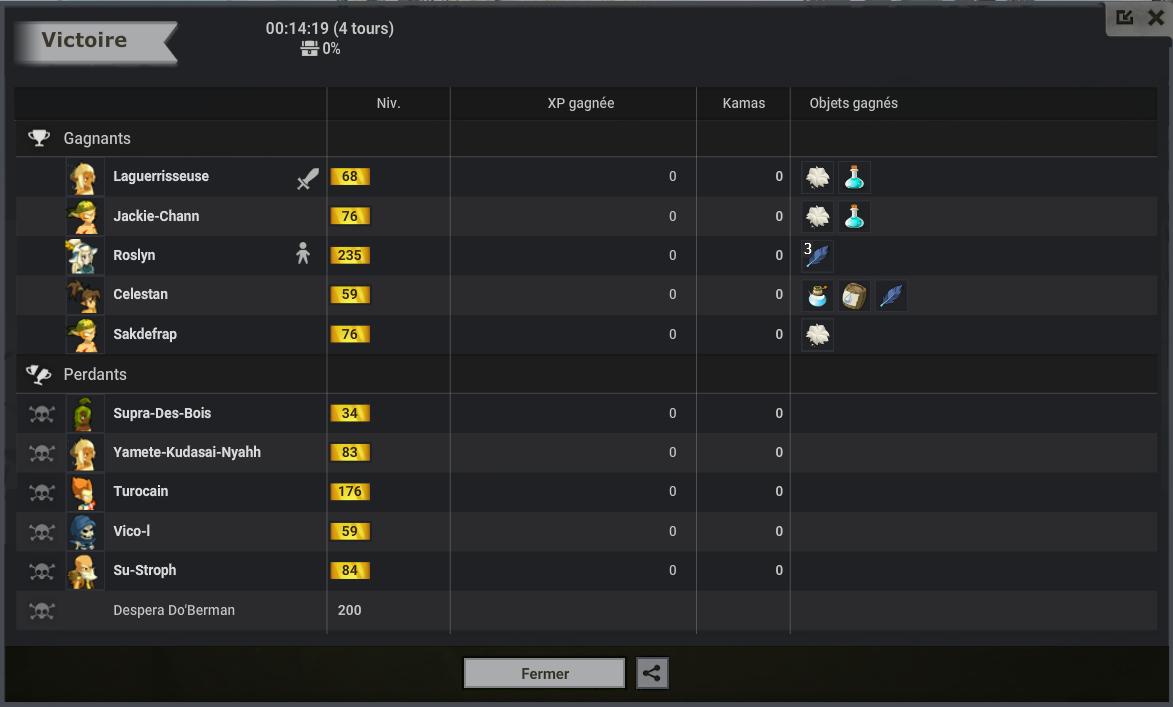 Victoire
00:14:19 (4 tours)
0%
Niv. XP gagnée Kamas Objets gagnés
Gagnants
Laguerrisseuse 68 0 0
Jackie-Chann 76 0 0
Roslyn 235 0 0 3
Celestan 59 0 0
Sakdefrap 76 0 0
Perdants
Supra-Des-Bois 34 0 0
Yamete-Kudasai-Nyahh 83 0 0
Turocain 176 0 0
Vico-l 59 0 0
Su-Stroph 84 0 0
Despera Do'Berman 200
Fermer